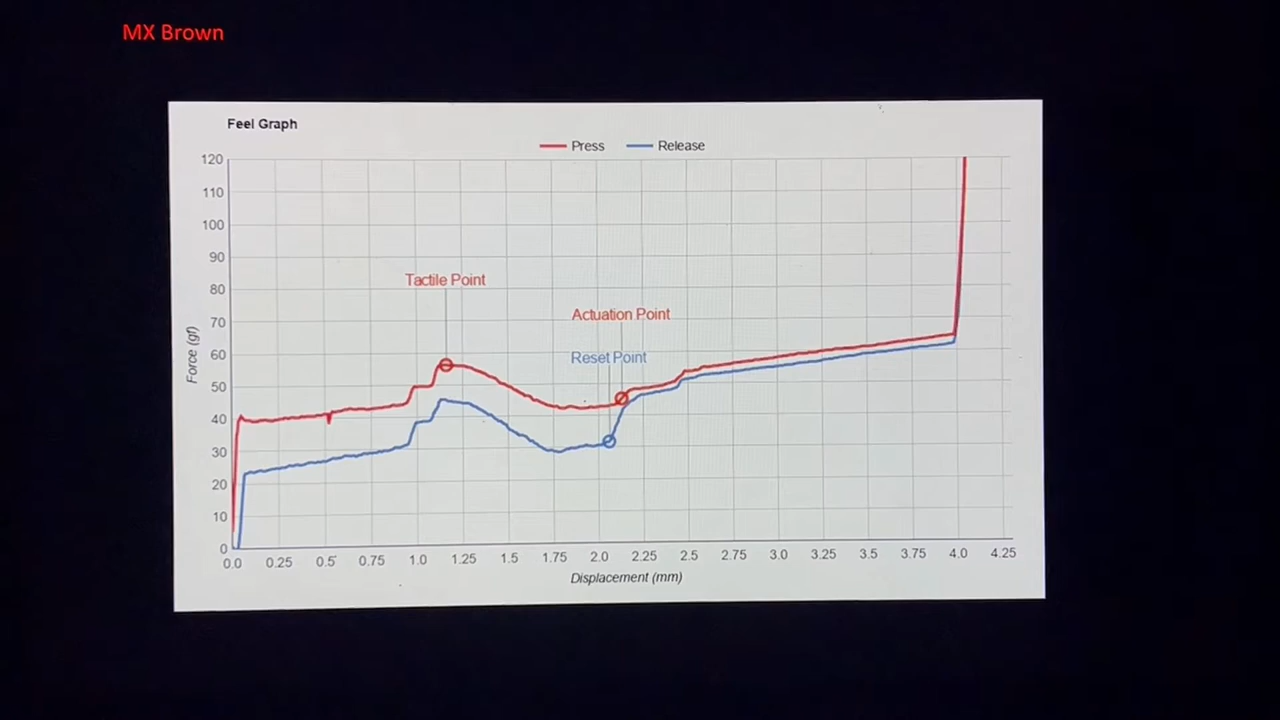 MX Brown
Feel Graph
Press Release
120
110
100
90
80
70
60
50
40
30
20
10
0
Force (gf)
Tactile Point
Actuation Point
Reset Point
0.0 0.25 0.5 0.75 1.0 1.25 1.5 1.75 2.0 2.25 2.5 2.75 3.0 3.25 3.5 3.75 4.0 4.25
Displacement (mm)